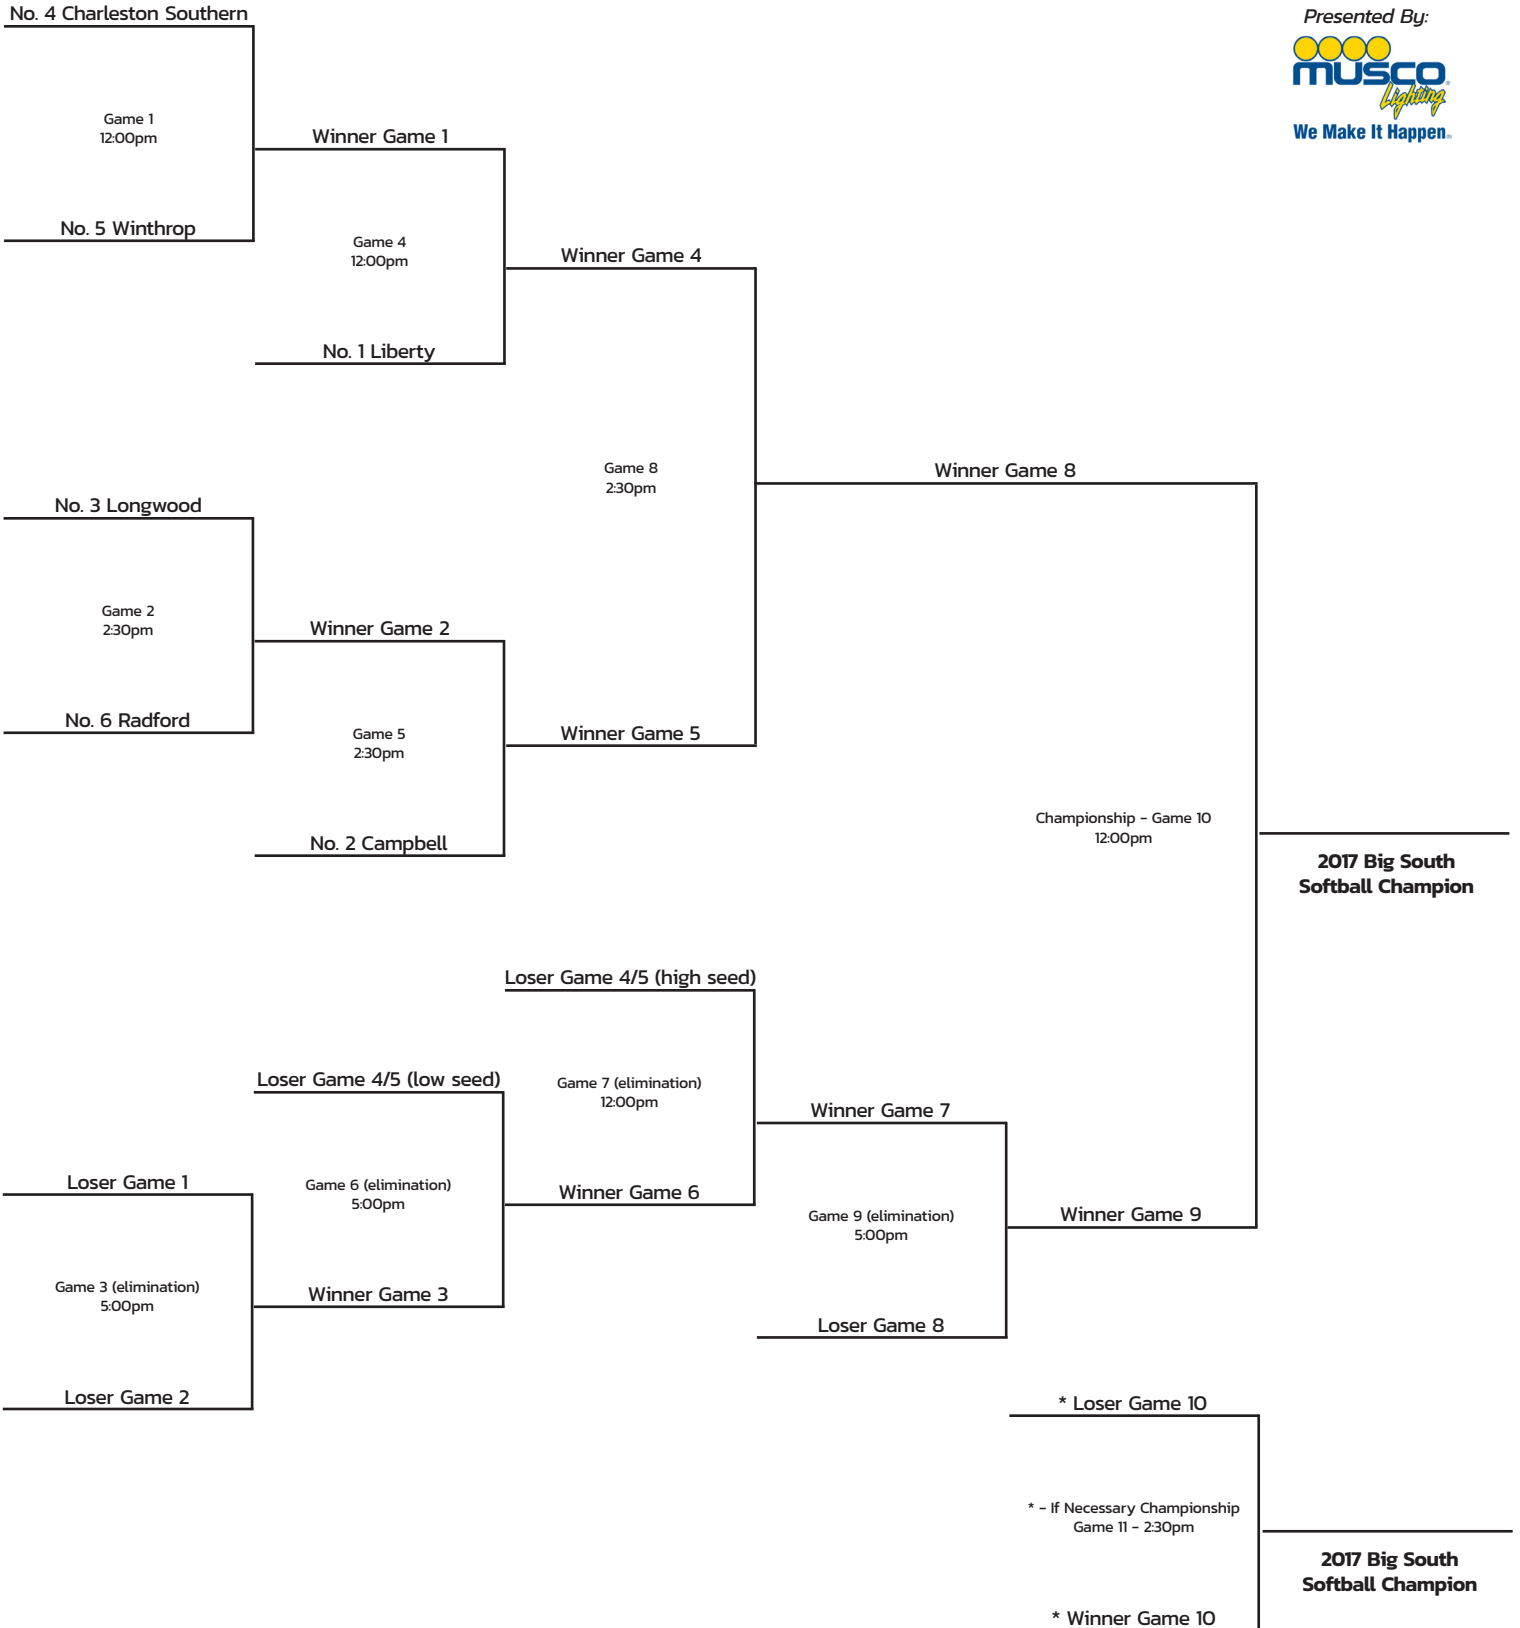 No. 4 Charleston Southern
Presented By:
musco
Lighting
We Make It Happen
Game 1
12:00pm
Winner Game 1
No. 5 Winthrop
Game 4
12:00pm
Winner Game 4
No. 1 Liberty
Game 8
2:30pm
Winner Game 8
No. 3 Longwood
Game 2
2:30pm
Winner Game 2
No. 6 Radford
Game 5
2:30pm
Winner Game 5
No. 2 Campbell
Championship - Game 10
12:00pm
2017 Big South
Softball Champion
Loser Game 4/5 (high seed)
Loser Game 4/5 (low seed)
Game 7 (elimination)
12:00pm
Winner Game 7
Loser Game 1
Game 6 (elimination)
5:00pm
Winner Game 6
Game 9 (elimination)
5:00pm
Winner Game 9
Game 3 (elimination)
5:00pm
Winner Game 3
Loser Game 8
Loser Game 2
* Loser Game 10
* - If Necessary Championship
Game 11 - 2:30pm
2017 Big South
Softball Champion
* Winner Game 10